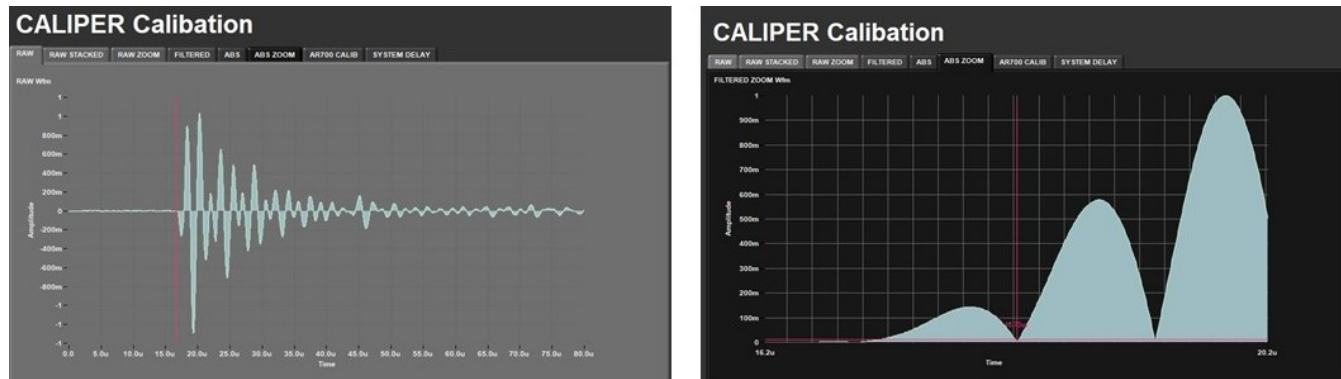 CALIPER Calibation
RAW RAW STACKED RAW ZOOM FILTERED ABS ABS ZOOM AR700 CALIB SYSTEM DELAY
RAW Wfm
1
1
800m
600m
400m
200m
0
-200m
-400m
-600m
-800m
-1
-1
-1
Amplitude
0.0 5.0u 10.0u 15.0u 20.0u 25.0u 30.0u 35.0u 40.0u 45.0u 50.0u 55.0u 60.0u 65.0u 70.0u 75.0u 80.0u
Time
CALIPER Calibation
RAW RAW STACKED RAW ZOOM FILTERED ABS ABS ZOOM AR700 CALIB SYSTEM DELAY
FILTERED ZOOM Wfm
1
900m
800m
700m
600m
500m
400m
300m
200m
100m
0
Amplitude
16.2u 20.2u
Time